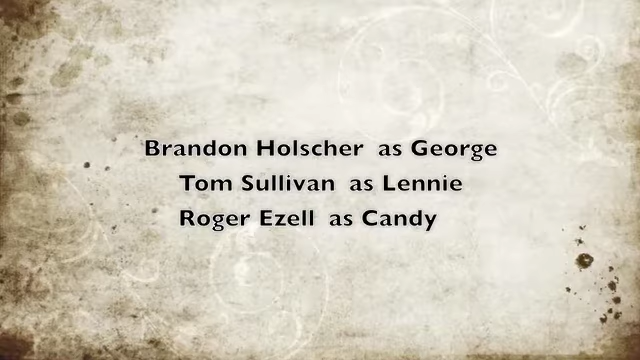 Brandon Holscher as George
Tom Sullivan as Lennie
Roger Ezell as Candy